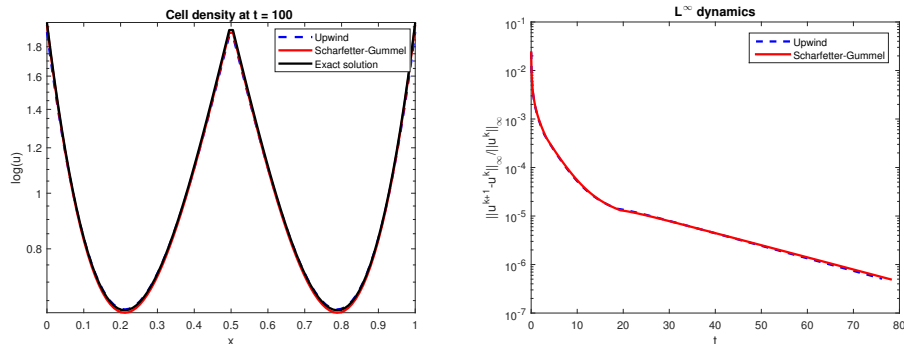 Cell density at t = 100
Upwind
Scharfetter-Gummel
Exact solution
1.8
1.6
1.4
1.2
1
0.8
log(u)
0 0.1 0.2 0.3 0.4 0.5 0.6 0.7 0.8 0.9 1
x
L^∞ dynamics
Upwind
Scharfetter-Gummel
10^-1
10^-2
10^-3
10^-4
10^-5
10^-6
10^-7
||u^{k+1}-u^k||_∞/||u^k||_∞
0 10 20 30 40 50 60 70 80
t